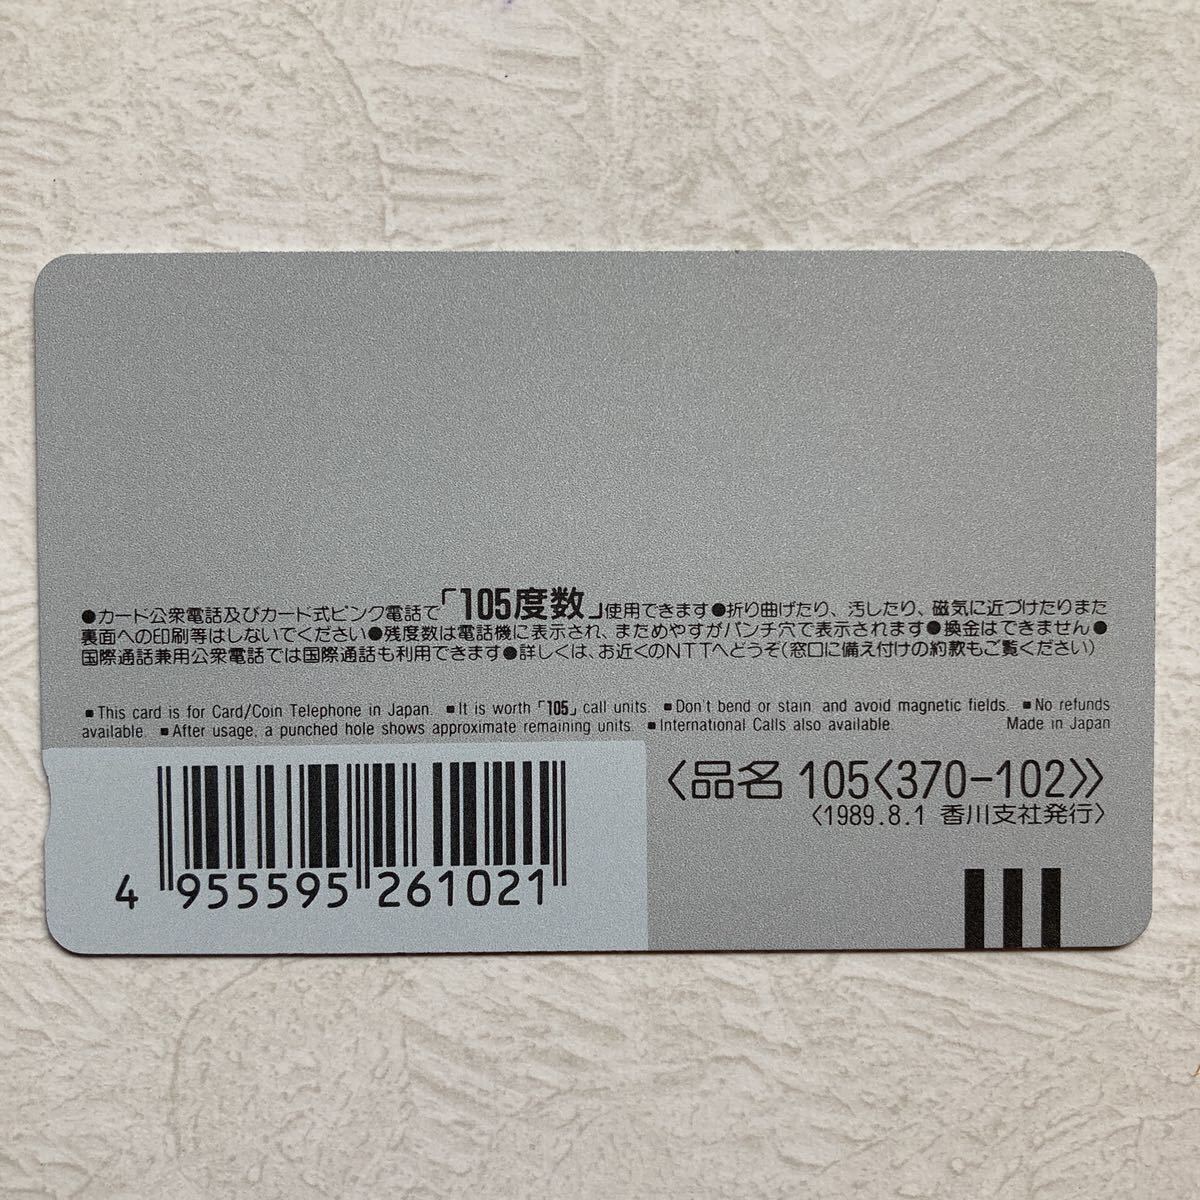 ●カード公衆電話及びカード式ピンク電話で「105度数」使用できます●折り曲げたり、汚したり、磁気に近づけたりまた
裏面への印刷等はしないでください●残度数は電話機に表示され、まためやすがパンチ穴で表示されます●換金はできません●
国際通話兼用公衆電話では国際通話も利用できます●詳しくは、お近くのNTTへどうぞ(窓口に備え付けの約款もご覧ください)
■This card is for Card/Coin Telephone in Japan. ■It is worth「105」call units. ■Don't bend or stain and avoid magnetic fields. ■No refunds
available. ■After usage, a punched hole shows approximate remaining units. ■International Calls also available. Made in Japan
〈品名 105〈370-102〉〉
〈1989.8.1 香川支社発行〉
4 955595 261021